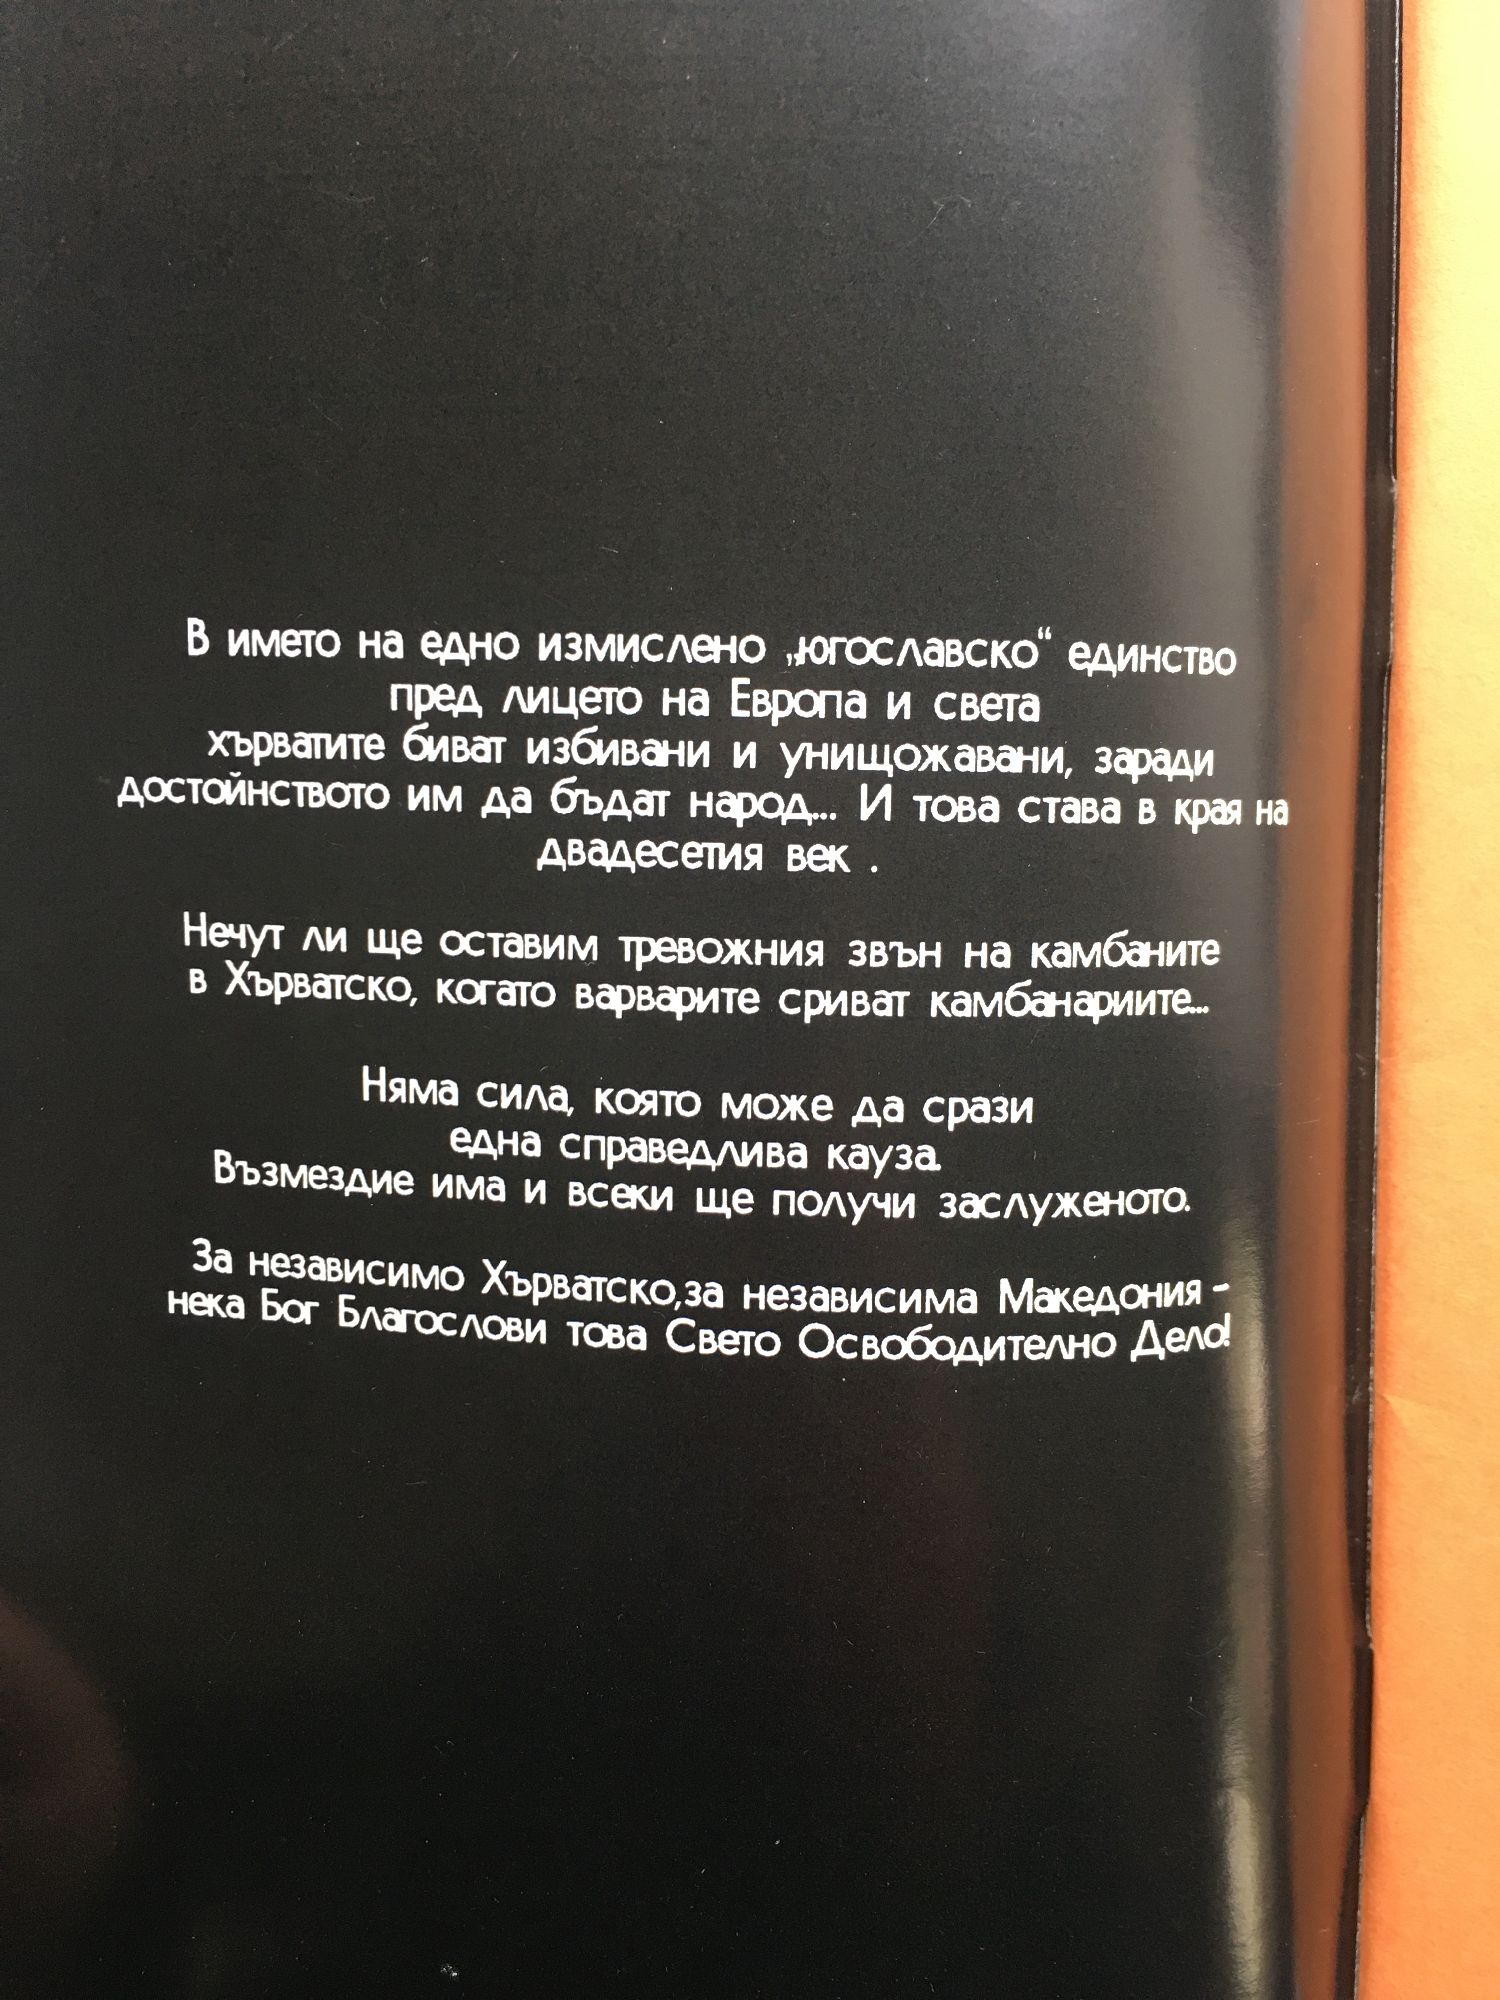 В името на едно измислено „югославско“ единство
пред лицето на Европа и света
хърватите биват избивани и унищожавани, заради
достойнството им да бъдат народ... И това става в края на
двадесетия век .
Нечут ли ще оставим тревожния звън на камбаните
в Хърватско, когато варварите сриват камбанариите...
Няма сила, която може да срази
една справедлива кауза.
Възмездие има и всеки ще получи заслуженото.
За независимо Хърватско,за независима Македония -
нека Бог Благослови това Свето Освободително Дело!